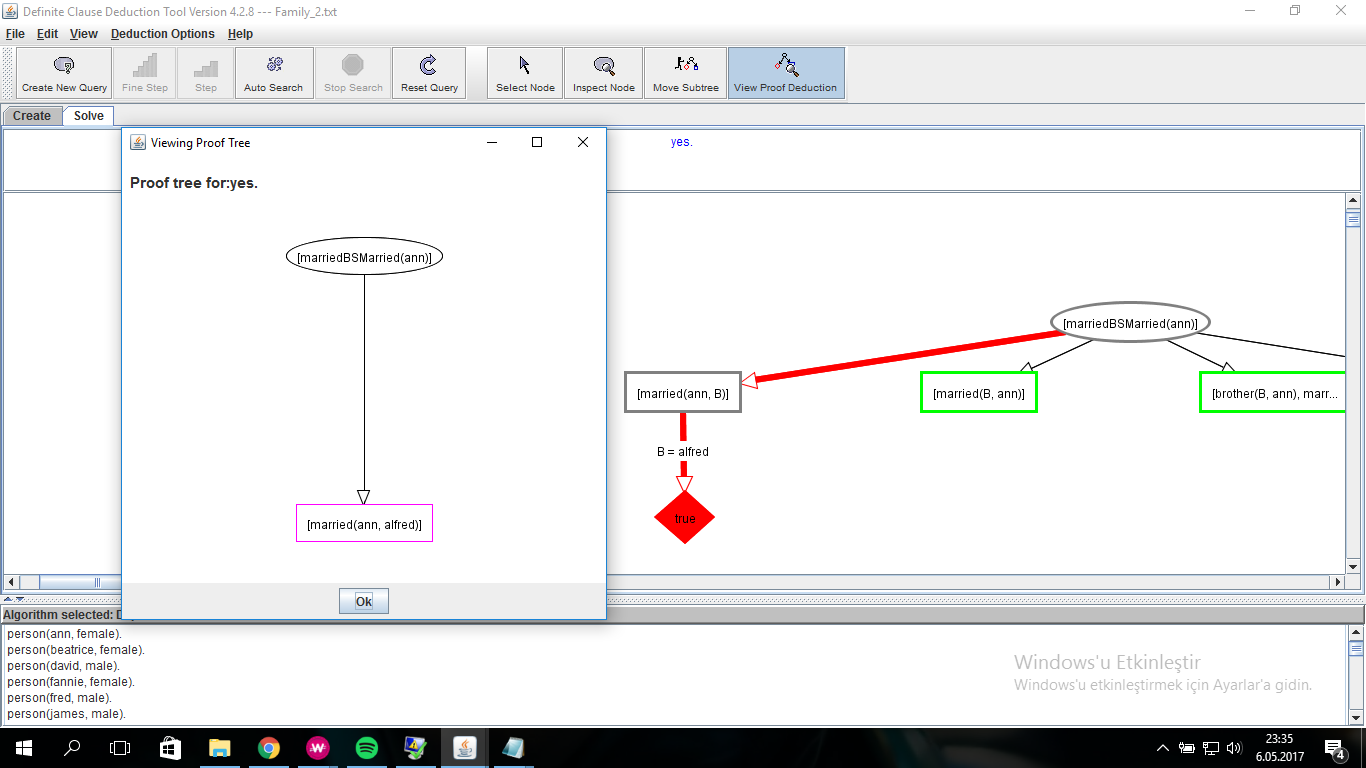 Definite Clause Deduction Tool Version 4.2.8 --- Family_2.txt
File Edit View Deduction Options Help
Create New Query Fine Step Step Auto Search Stop Search Reset Query Select Node Inspect Node Move Subtree View Proof Deduction
Create Solve
yes.
Viewing Proof Tree
Proof tree for:yes.
[marriedBSMarried(ann)]
[married(ann, alfred)]
Ok
[marriedBSMarried(ann)]
[married(ann, B)]
[married(B, ann)]
[brother(B, ann), marr...
B = alfred
true
Algorithm selected:
person(ann, female).
person(beatrice, female).
person(david, male).
person(fannie, female).
person(fred, male).
person(james, male).
Windows'u Etkinleştir
Windows'u etkinleştirmek için Ayarlar'a gidin.
23:35
6.05.2017
4